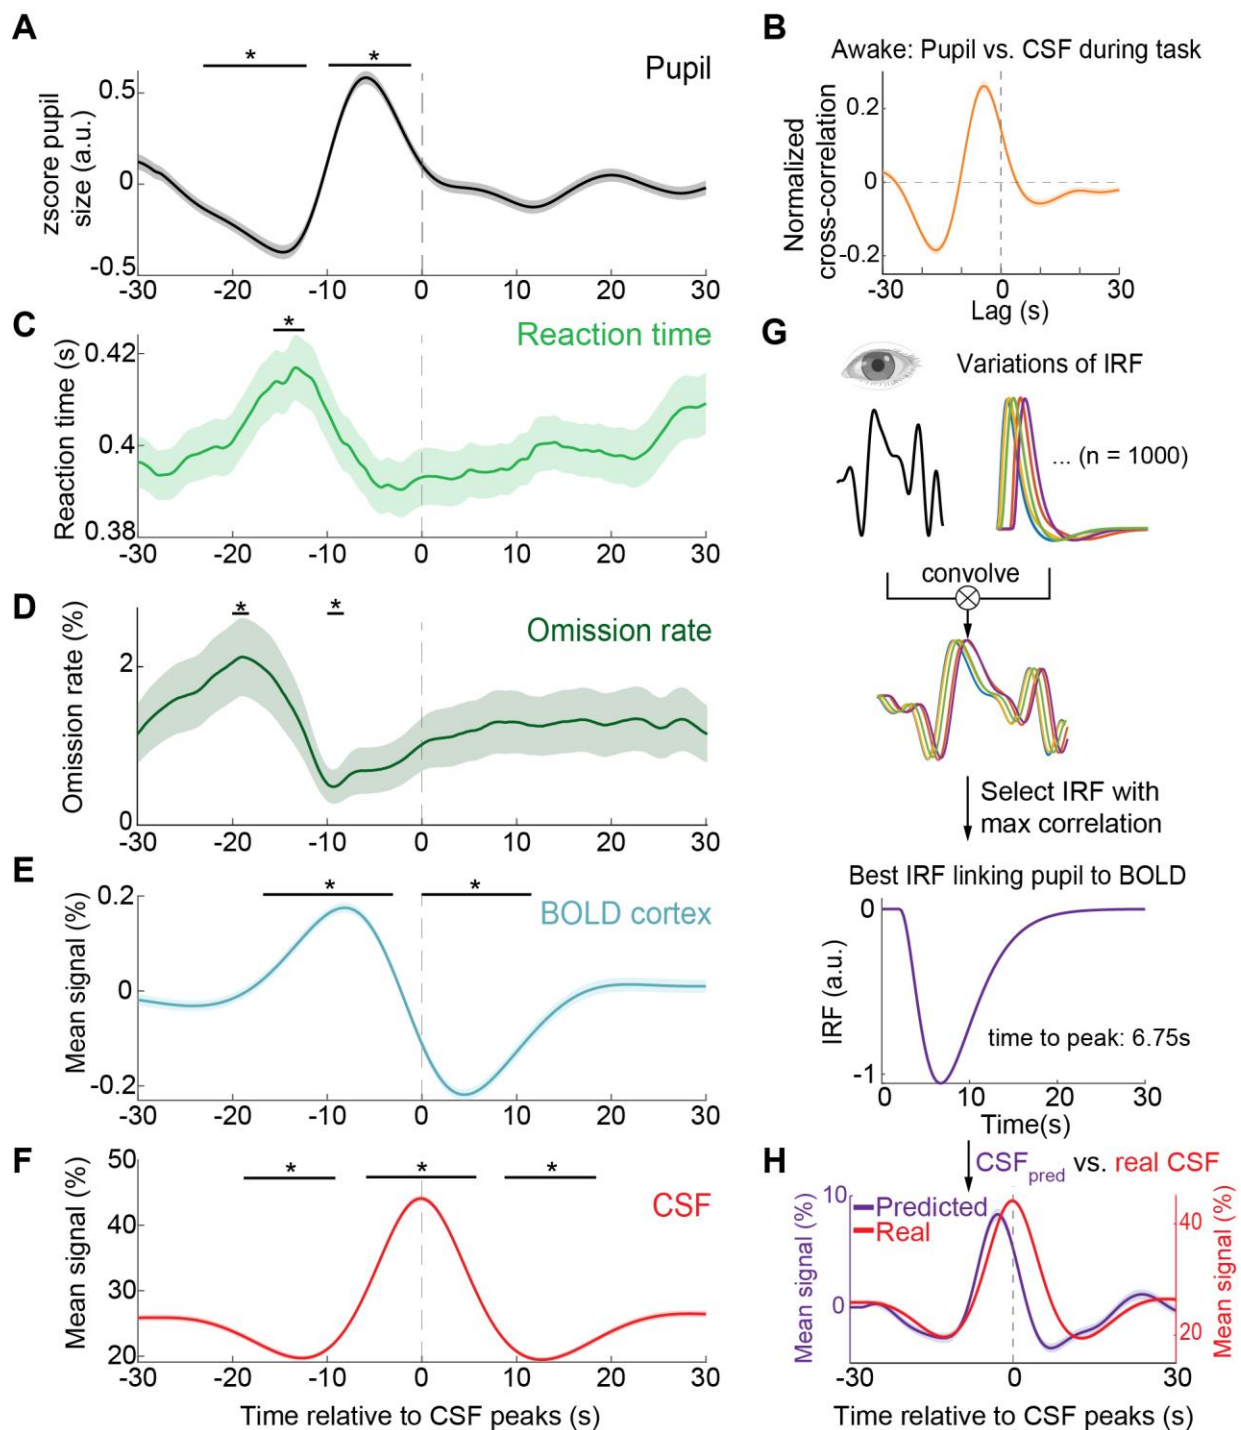 A
*
*
Pupil
zscore pupil
size (a.u.)
0.5
0
-0.5
-30
-20
-10
0
10
20
30
B
Awake: Pupil vs. CSF during task
Normalized
cross-correlation
0.2
0
-0.2
-30
0
30
Lag (s)
C
*
Reaction time
Reaction time (s)
0.42
0.4
0.38
-30
-20
-10
0
10
20
30
D
*
*
Omission rate
Omission rate (%)
2
0
-30
-20
-10
0
10
20
30
E
*
*
BOLD cortex
Mean signal (%)
0.2
0
-0.2
-30
-20
-10
0
10
20
30
F
*
*
*
CSF
Mean signal (%)
50
40
30
20
-30
-20
-10
0
10
20
30
Time relative to CSF peaks (s)
G
Variations of IRF
... (n = 1000)
convolve
Select IRF with
max correlation
Best IRF linking pupil to BOLD
IRF (a.u.)
0
-1
time to peak: 6.75s
0
10
20
30
Time(s)
H
CSFpred vs. real CSF
Mean signal (%)
10
0
Predicted
Real
40
20
Mean signal (%)
-30
0
30
Time relative to CSF peaks (s)